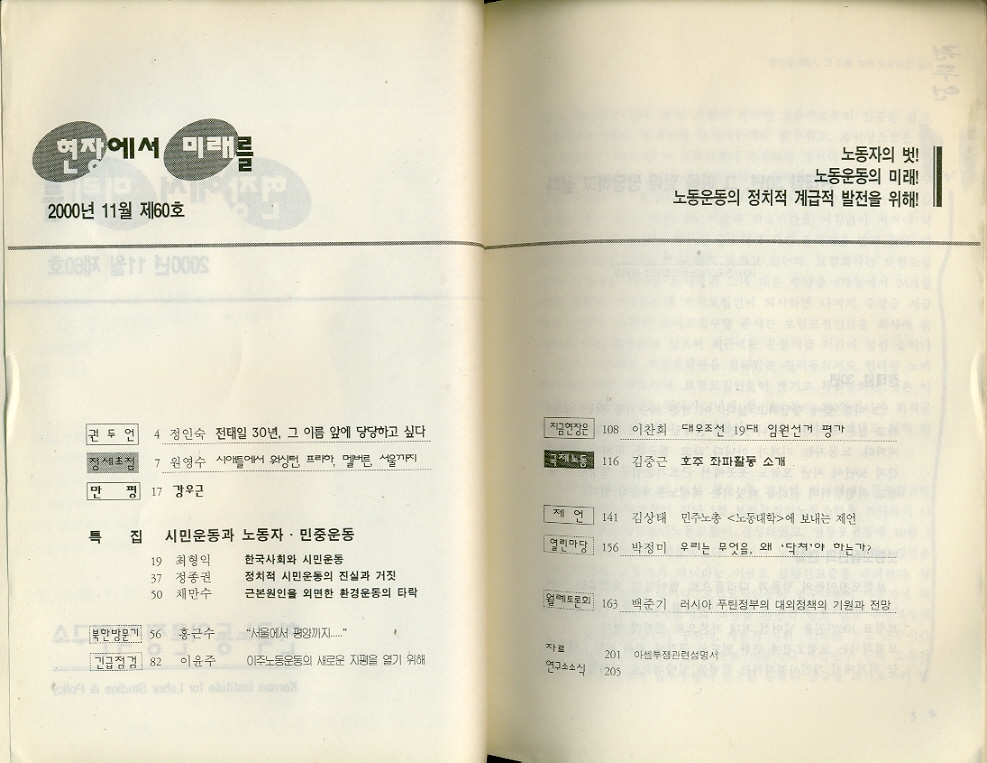 현장에서 미래를
2000년 11월 제60호
권 두 언 4 정인숙 전태일 30년, 그 이름 앞에 당당하고 싶다
정세초점 7 원영수 시애틀에서 워싱턴, 프라하, 멜버른, 서울까지
만 평 17 강우근
특 집 시민운동과 노동자·민중운동
19 최형익 한국사회와 시민운동
37 정종권 정치적 시민운동의 진실과 거짓
50 채만수 근본원인을 외면한 환경운동의 타락
북한방문기 56 홍근수 "서울에서 평양까지....."
긴급점검 82 이윤주 이주노동운동의 새로운 지평을 열기 위해
노동자의 벗!
노동운동의 미래!
노동운동의 정치적 계급적 발전을 위해!
지금현장은 108 이찬희 대우조선 19대 임원선거 평가
국제노동 116 김중근 호주 좌파활동 소개
제 언 141 김상태 민주노총 <노동대학>에 보내는 제언
열린마당 156 박정미 우리는 무엇을, 왜 '닥쳐'야 하는가?
월례토론회 163 백준기 러시아 푸틴정부의 대외정책의 기원과 전망
자료 201 아셈투쟁관련성명서
연구소소식 205